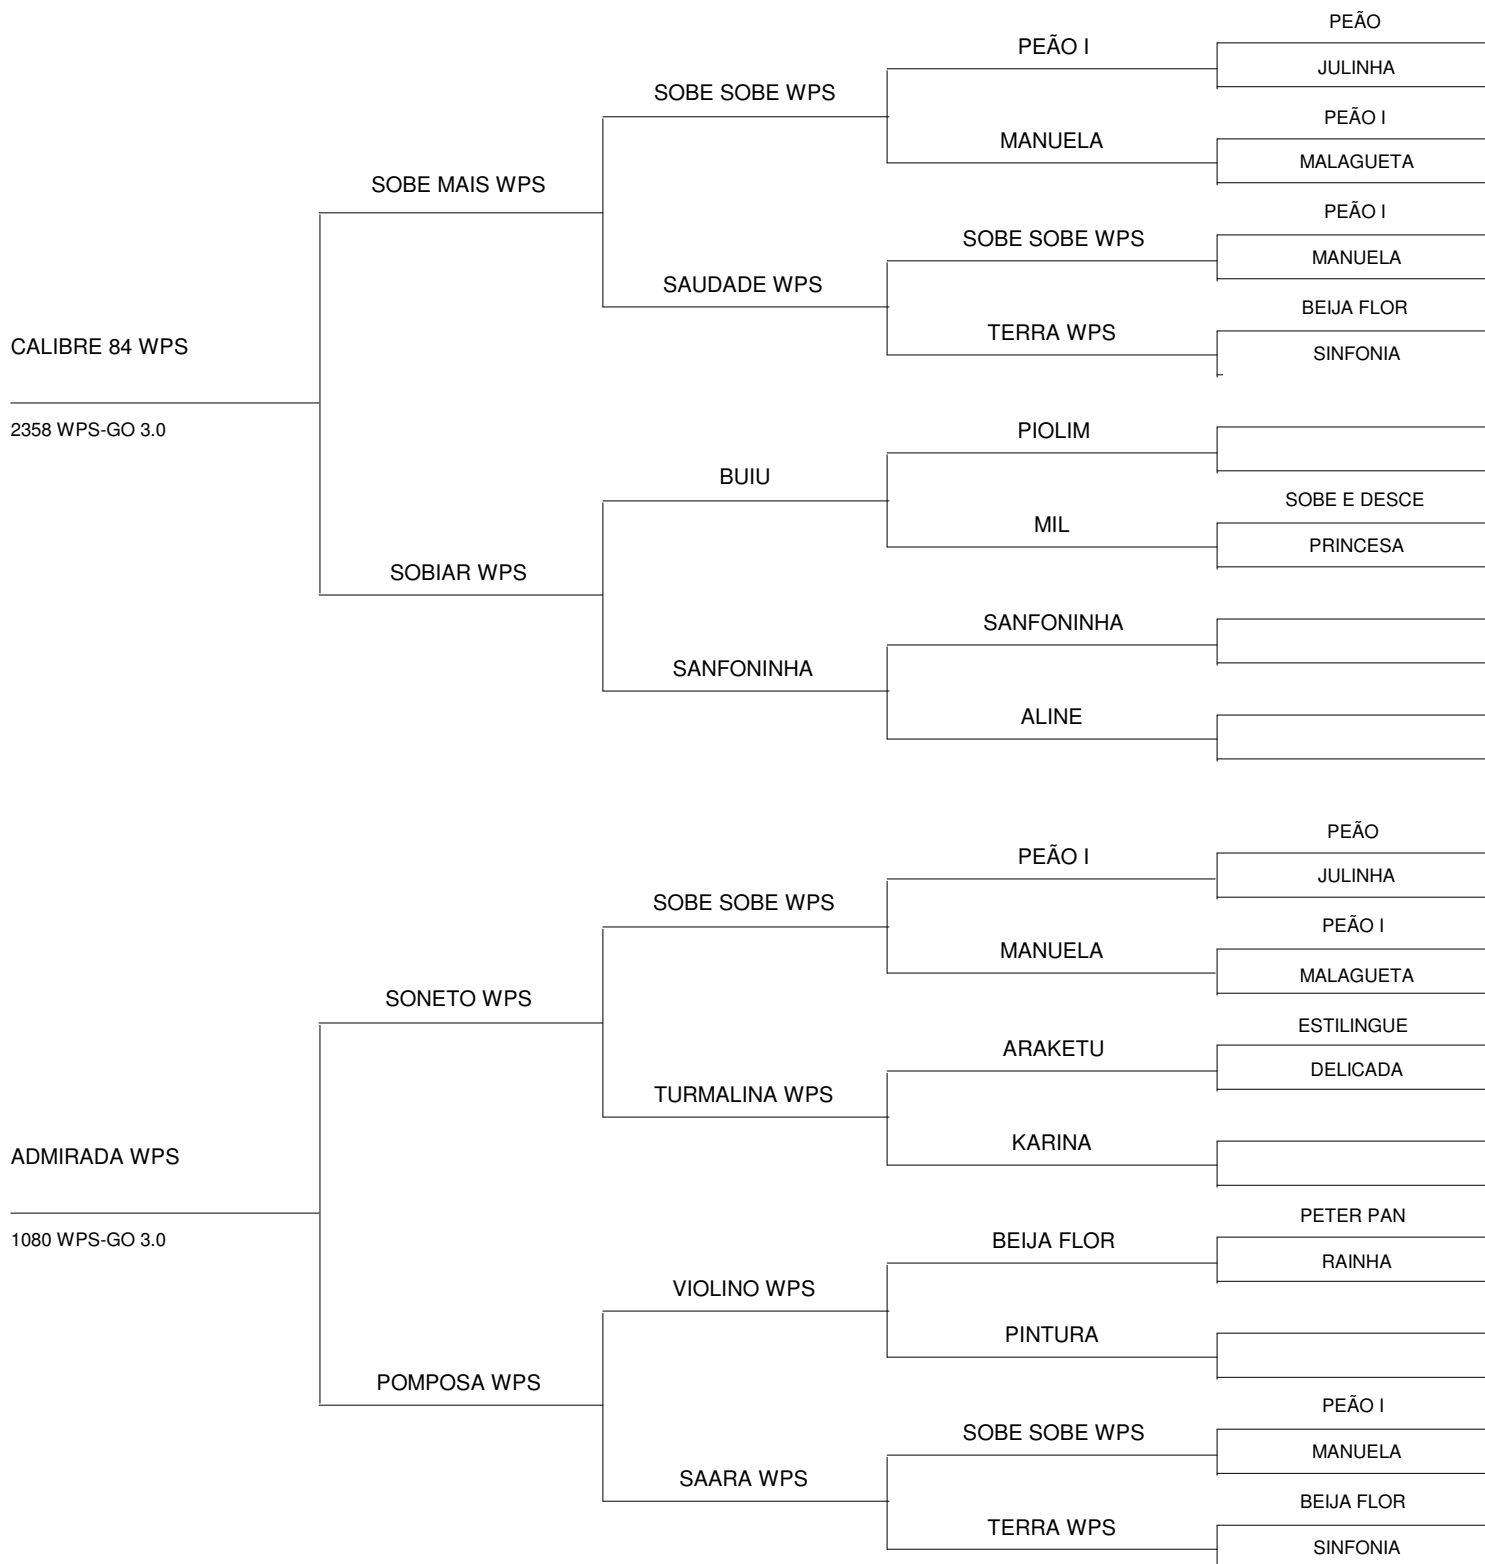 PEÃO
PEÃO I
JULINHA
SOBE SOBE WPS
PEÃO I
MANUELA
MALAGUETA
SOBE MAIS WPS
PEÃO I
SOBE SOBE WPS
MANUELA
SAUDADE WPS
BEIJA FLOR
TERRA WPS
CALIBRE 84 WPS
SINFONIA
2358 WPS-GO 3.0
PIOLIM
BUIU
SOBE E DESCE
MIL
PRINCESA
SOBIAR WPS
SANFONINHA
SANFONINHA
ALINE
PEÃO
PEÃO I
JULINHA
SOBE SOBE WPS
PEÃO I
MANUELA
MALAGUETA
SONETO WPS
ESTILINGUE
ARAKETU
DELICADA
TURMALINA WPS
KARINA
ADMIRADA WPS
PETER PAN
1080 WPS-GO 3.0
BEIJA FLOR
RAINHA
VIOLINO WPS
PINTURA
POMPOSA WPS
PEÃO I
SOBE SOBE WPS
MANUELA
SAARA WPS
BEIJA FLOR
TERRA WPS
SINFONIA